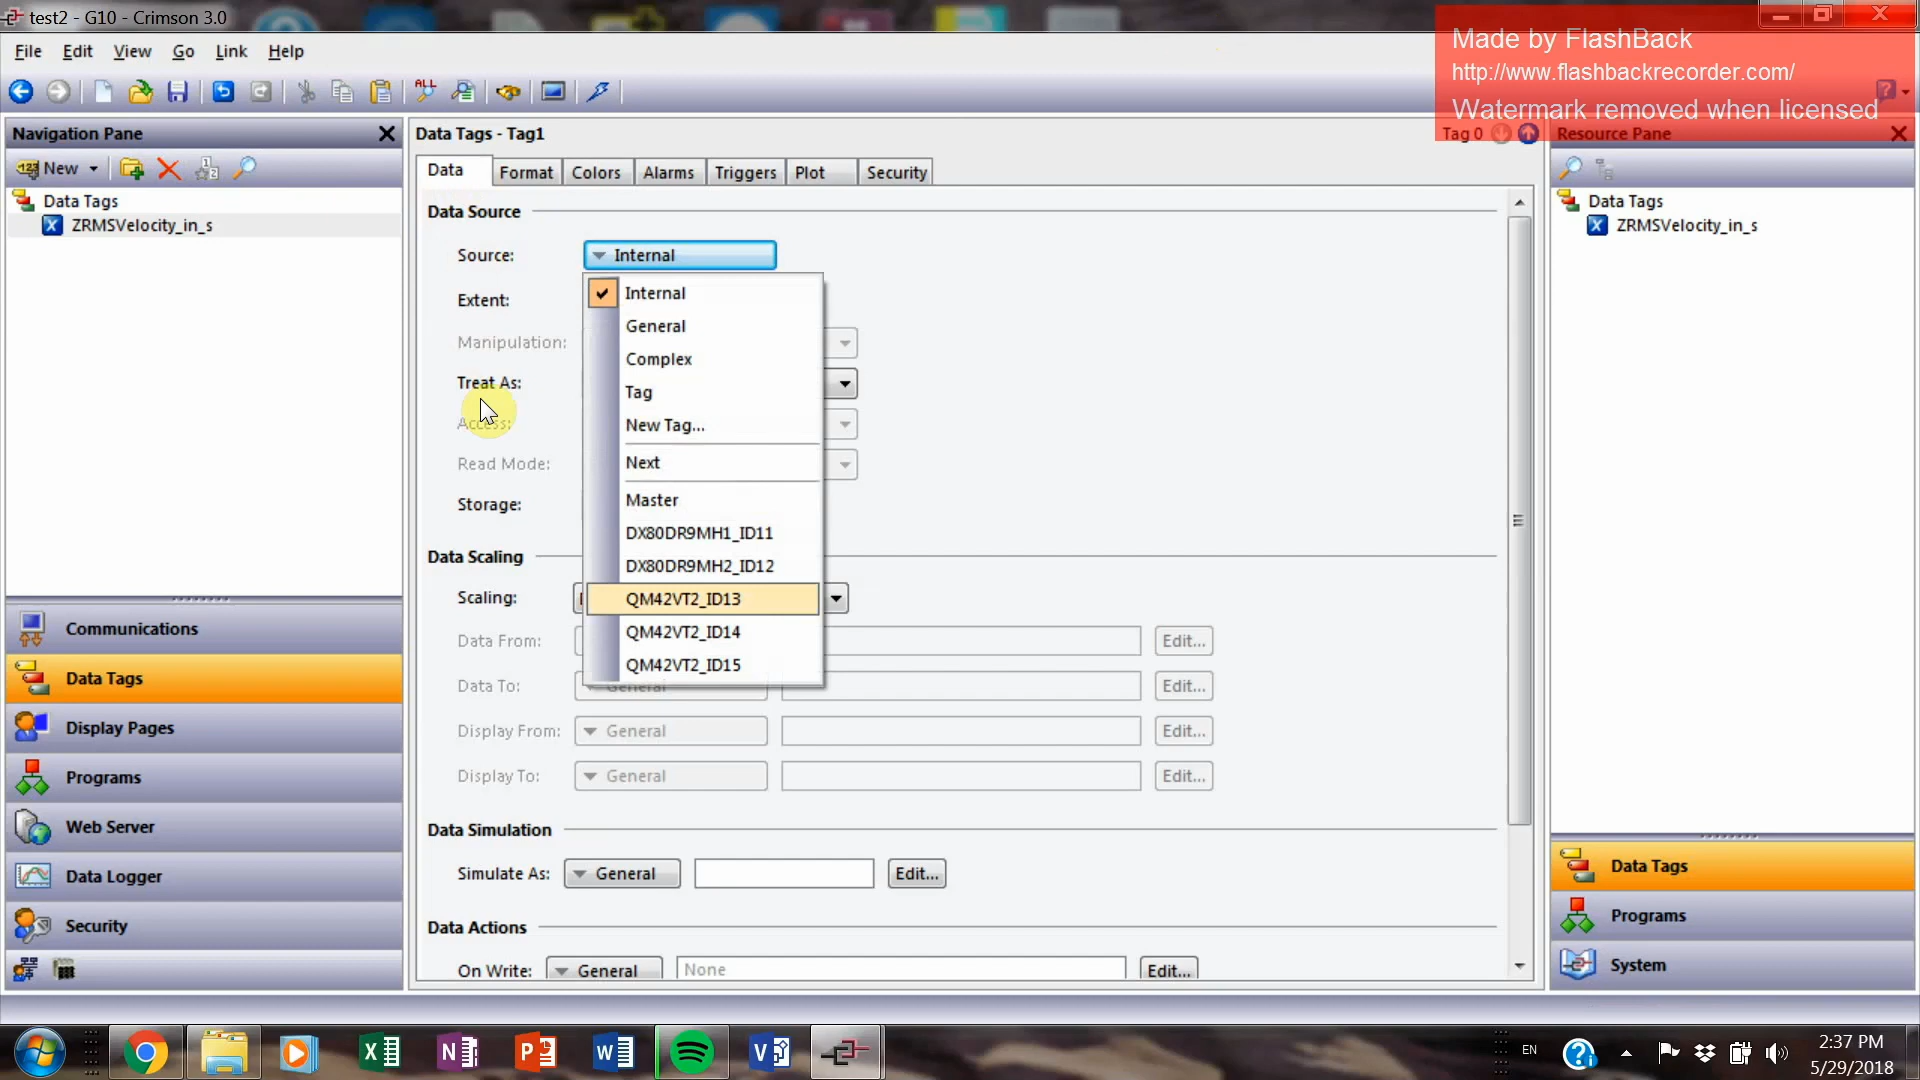 test2 - G10 - Crimson 3.0
Made by FlashBack
http://www.flashbackrecorder.com/
Watermark removed when licensed
File Edit View Go Link Help
ALL
Navigation Pane
New
Data Tags
ZRMSVelocity_in_s
Communications
Data Tags
Display Pages
Programs
Web Server
Data Logger
Security
Data Tags - Tag1
Tag 0
Data Format Colors Alarms Triggers Plot Security
Data Source
Source: Internal
Extent:
Manipulation:
Treat As:
Access:
Read Mode:
Storage:
Internal
General
Complex
Tag
New Tag...
Next
Master
DX80DR9MH1_ID11
DX80DR9MH2_ID12
QM42VT2_ID13
QM42VT2_ID14
QM42VT2_ID15
Data Scaling
Scaling:
Data From: Edit...
Data To: General Edit...
Display From: General Edit...
Display To: General Edit...
Data Simulation
Simulate As: General Edit...
Data Actions
On Write: General None Edit...
Resource Pane
Data Tags
ZRMSVelocity_in_s
Data Tags
Programs
System
EN
2:37 PM
5/29/2018